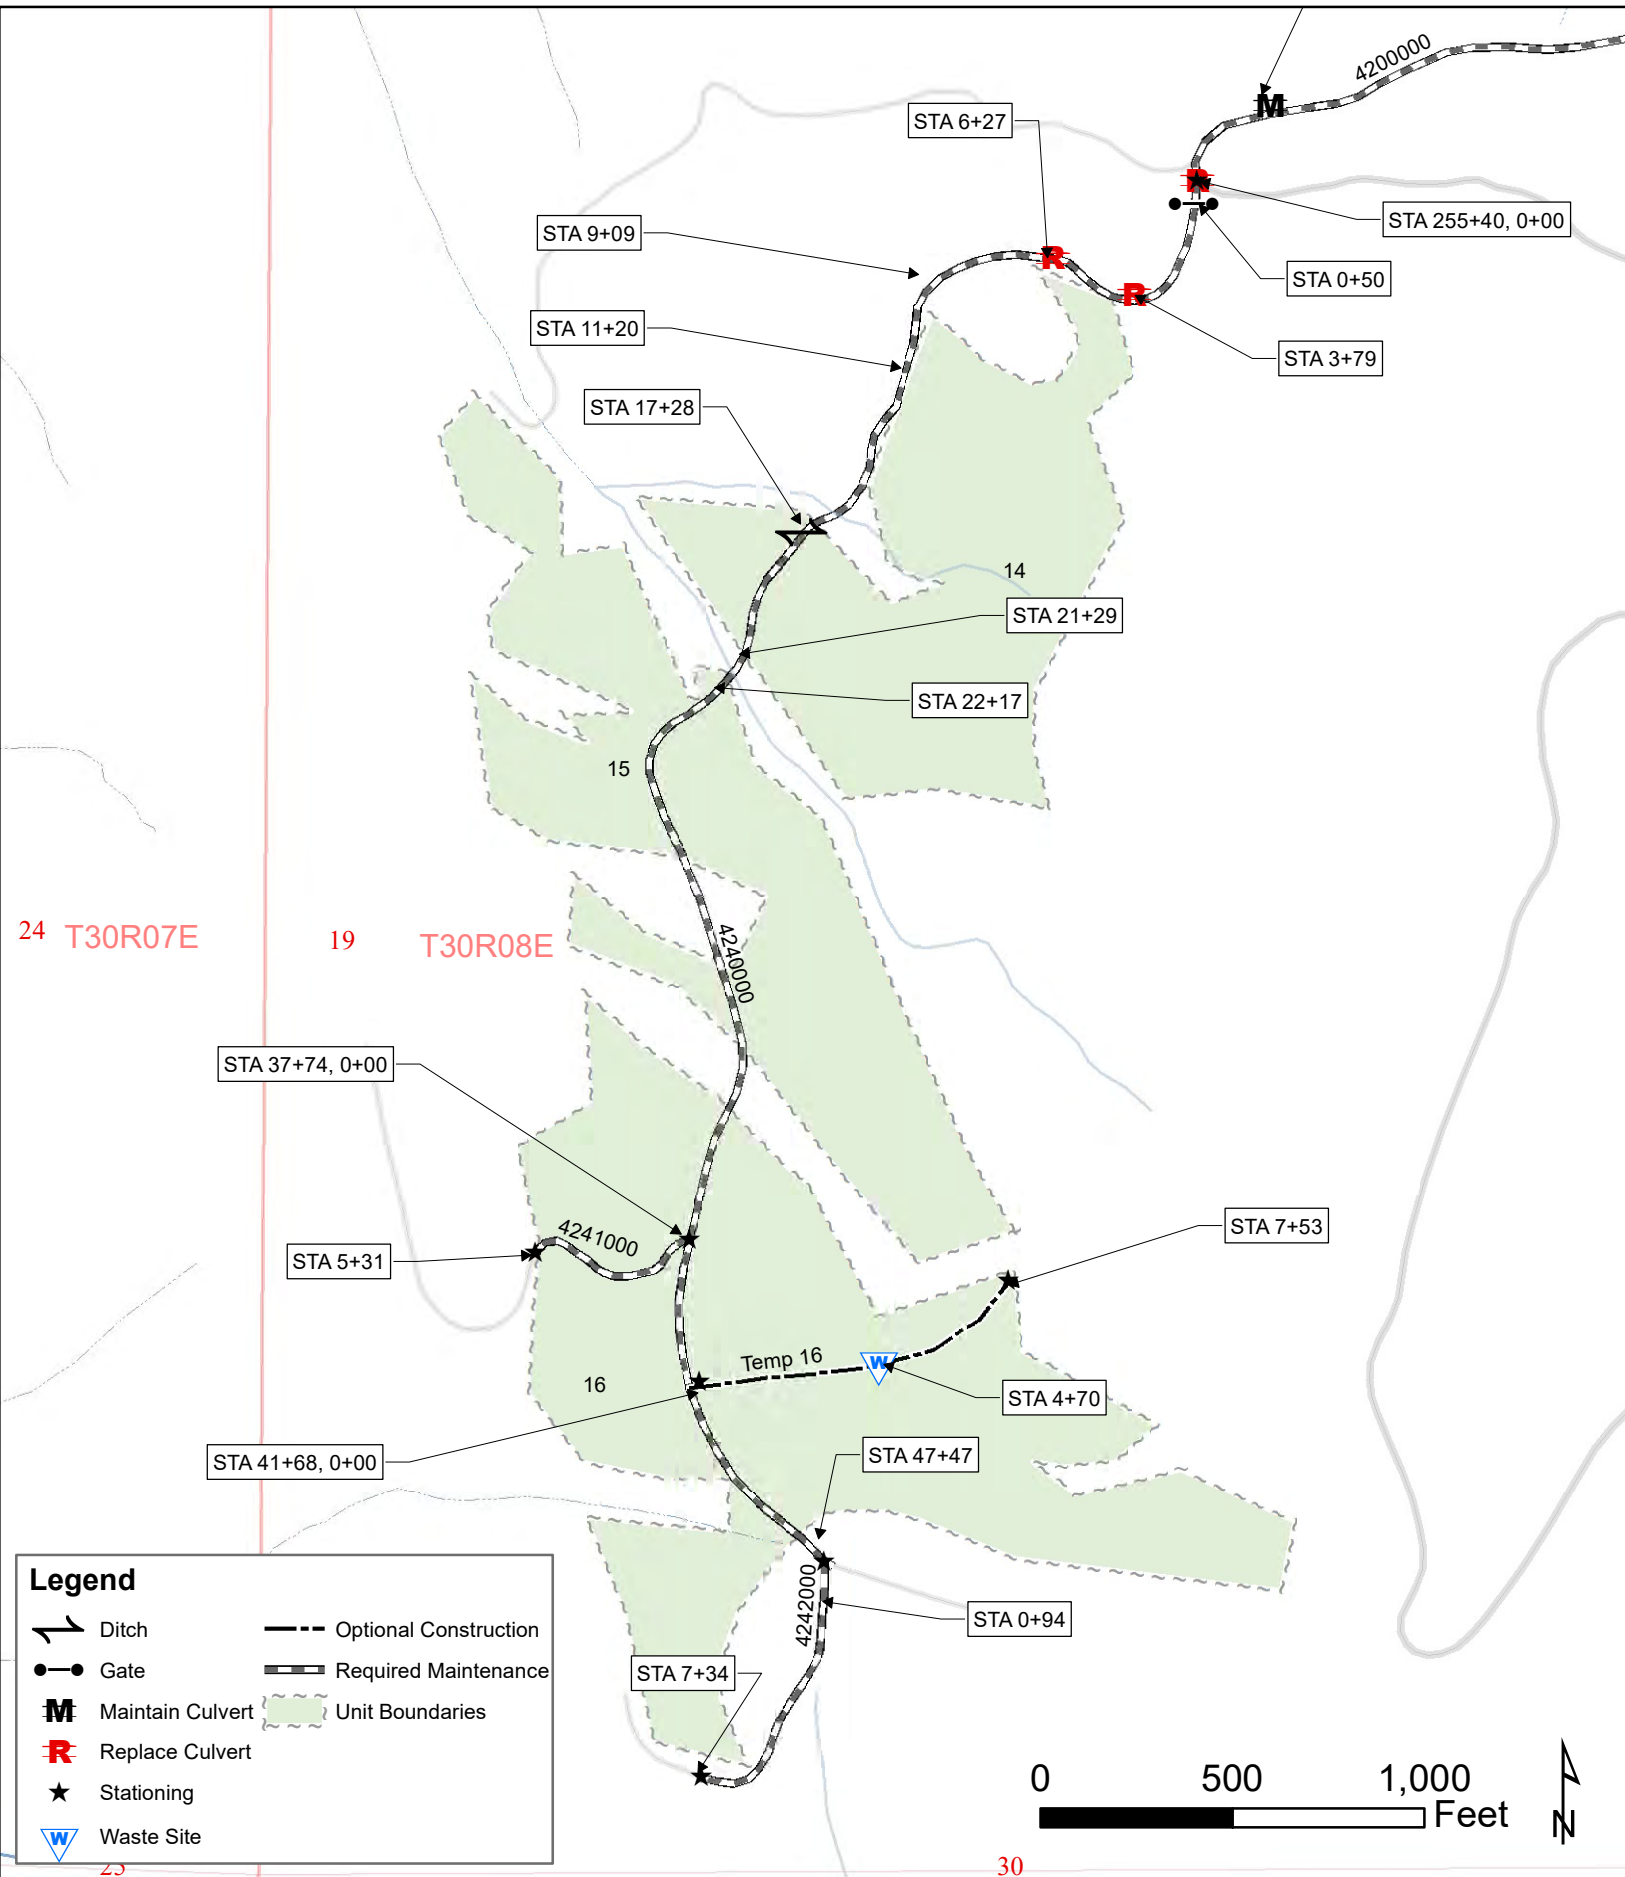 4200000
M
STA 6+27
R
STA 255+40, 0+00
STA 9+09
R
STA 0+50
R
STA 11+20
STA 3+79
STA 17+28
14
STA 21+29
STA 22+17
15
24
T30R07E
19
T30R08E
4240000
STA 37+74, 0+00
STA 7+53
4241000
STA 5+31
Temp 16
W
16
STA 4+70
STA 41+68, 0+00
STA 47+47
4242000
STA 0+94
STA 7+34
Legend
Ditch
Optional Construction
Gate
Required Maintenance
M Maintain Culvert
Unit Boundaries
R Replace Culvert
Stationing
W Waste Site
0 500 1,000
Feet
N
25
30